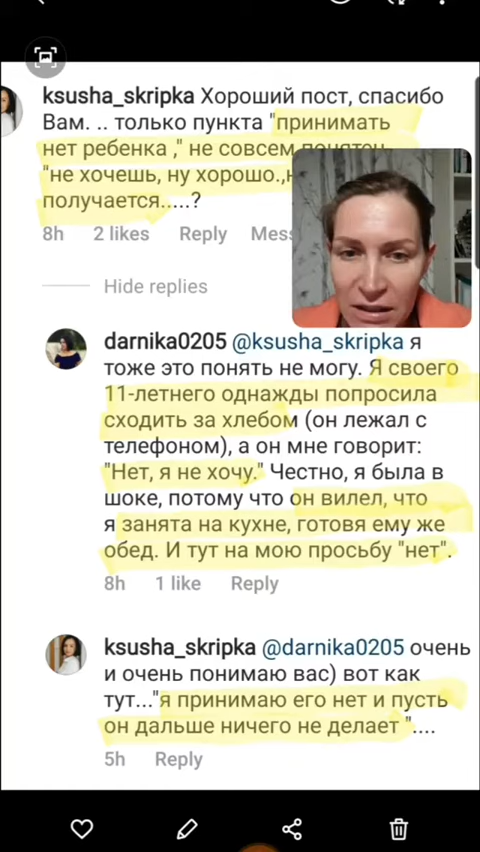 ksusha_skripka Хороший пост, спасибо
Вам. .. только пункта "принимать
нет ребенка ," не совсем понятен
"не хочешь, ну хорошо.,
получается.....?
8h 2 likes Reply Mess
Hide replies
darnika0205 @ksusha_skripka я
тоже это понять не могу. Я своего
11-летнего однажды попросила
сходить за хлебом (он лежал с
телефоном), а он мне говорит:
"Нет, я не хочу." Честно, я была в
шоке, потому что он вилел, что
я занята на кухне, готовя ему же
обед. И тут на мою просьбу "нет".
8h 1 like Reply
ksusha_skripka @darnika0205 очень
и очень понимаю вас) вот как
тут..."я принимаю его нет и пусть
он дальше ничего не делает "....
5h Reply